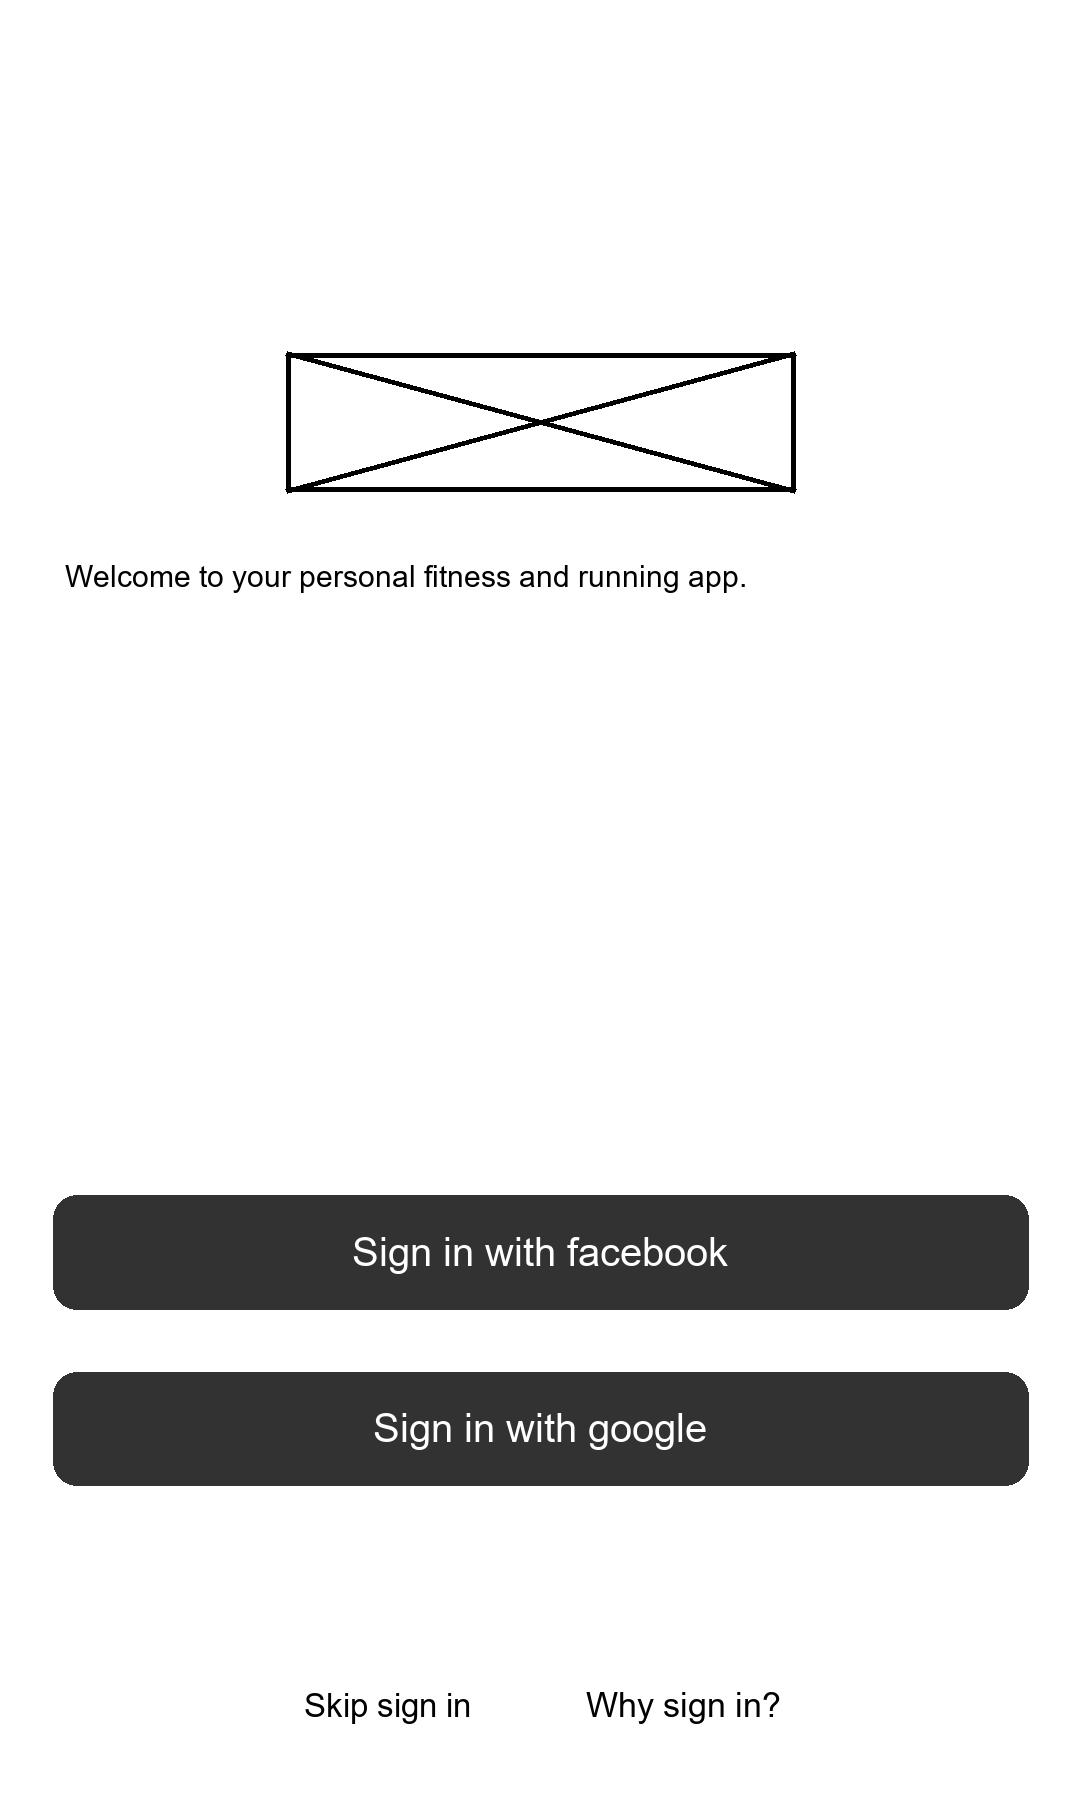 Welcome to your personal fitness and running app.
Sign in with facebook
Sign in with google
Skip sign in
Why sign in?